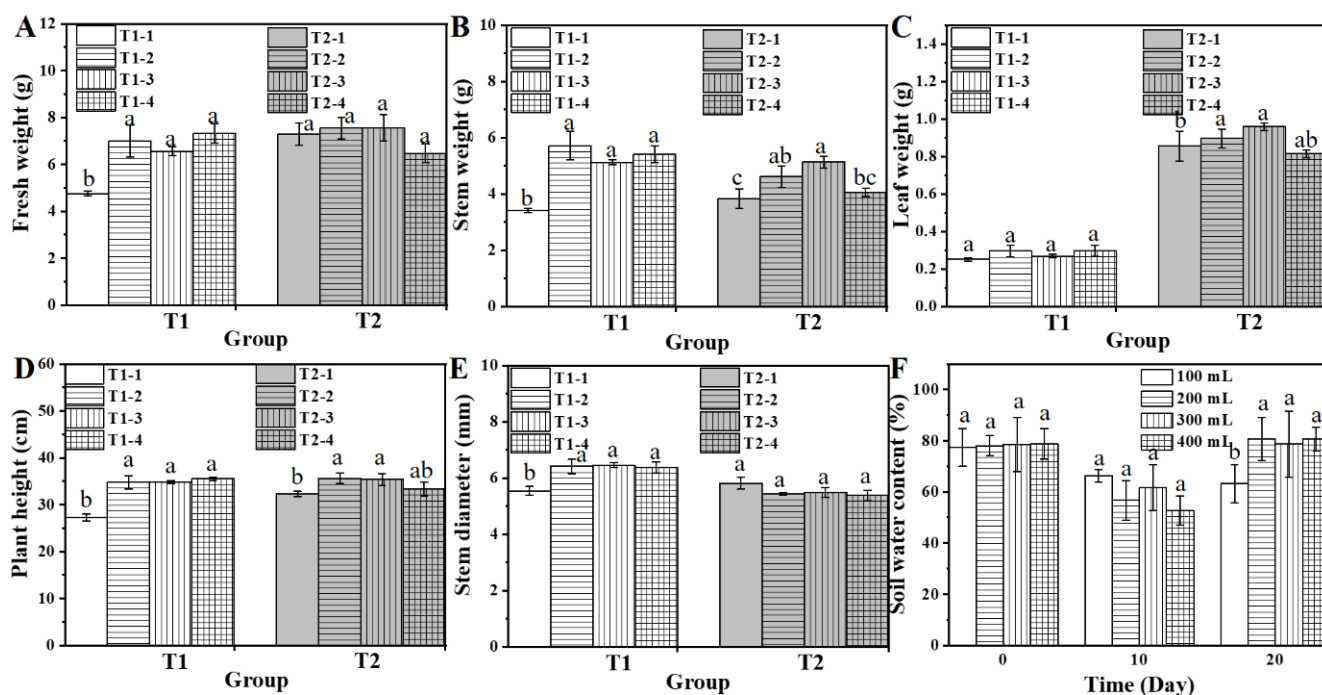 A
Fresh weight (g)
12
10
8
6
4
2
0
T1-1
T1-2
T1-3
T1-4
T2-1
T2-2
T2-3
T2-4
b
a
a
a
a
a
a
a
T1
T2
Group
B
Stem weight (g)
10
8
6
4
2
0
T1-1
T1-2
T1-3
T1-4
T2-1
T2-2
T2-3
T2-4
b
a
a
a
c
ab
a
bc
T1
T2
Group
C
Leaf weight (g)
1.4
1.2
1.0
0.8
0.6
0.4
0.2
0.0
T1-1
T1-2
T1-3
T1-4
T2-1
T2-2
T2-3
T2-4
a
a
a
a
b
a
a
ab
T1
T2
Group
D
Plant height (cm)
60
50
40
30
20
10
0
T1-1
T1-2
T1-3
T1-4
T2-1
T2-2
T2-3
T2-4
b
a
a
a
b
a
a
ab
T1
T2
Group
E
Stem diameter (mm)
10
8
6
4
2
0
T1-1
T1-2
T1-3
T1-4
T2-1
T2-2
T2-3
T2-4
b
a
a
a
a
a
a
a
T1
T2
Group
F
Soil water content (%)
100
80
60
40
20
0
100 mL
200 mL
300 mL
400 mL
a
a
a
a
a
a
a
a
b
a
a
a
0
10
20
Time (Day)